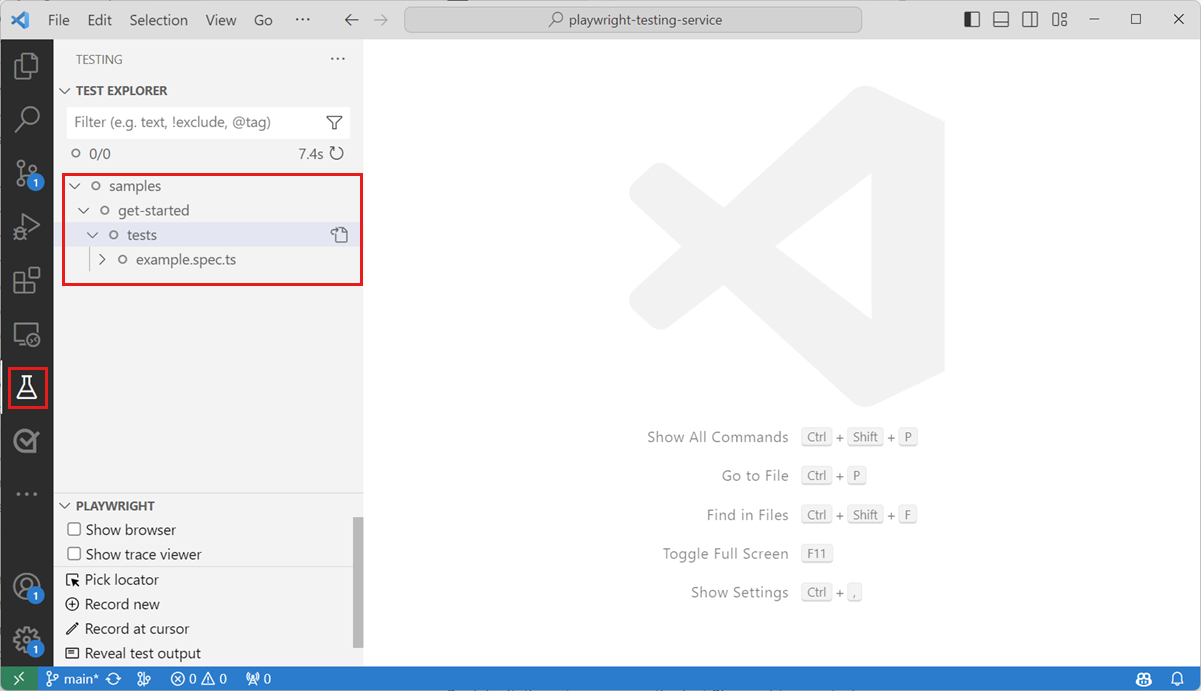 File Edit Selection View Go ··· playwright-testing-service
TESTING
TEST EXPLORER
Filter (e.g. text, !exclude, @tag)
0/0 7.4s
samples
get-started
1
tests
example.spec.ts
Show All Commands Ctrl + Shift + P
Go to File Ctrl + P
Find in Files Ctrl + Shift + F
Toggle Full Screen F11
Show Settings Ctrl + ,
PLAYWRIGHT
Show browser
Show trace viewer
Pick locator
1
Record new
Record at cursor
1
Reveal test output
main* 0 0 0